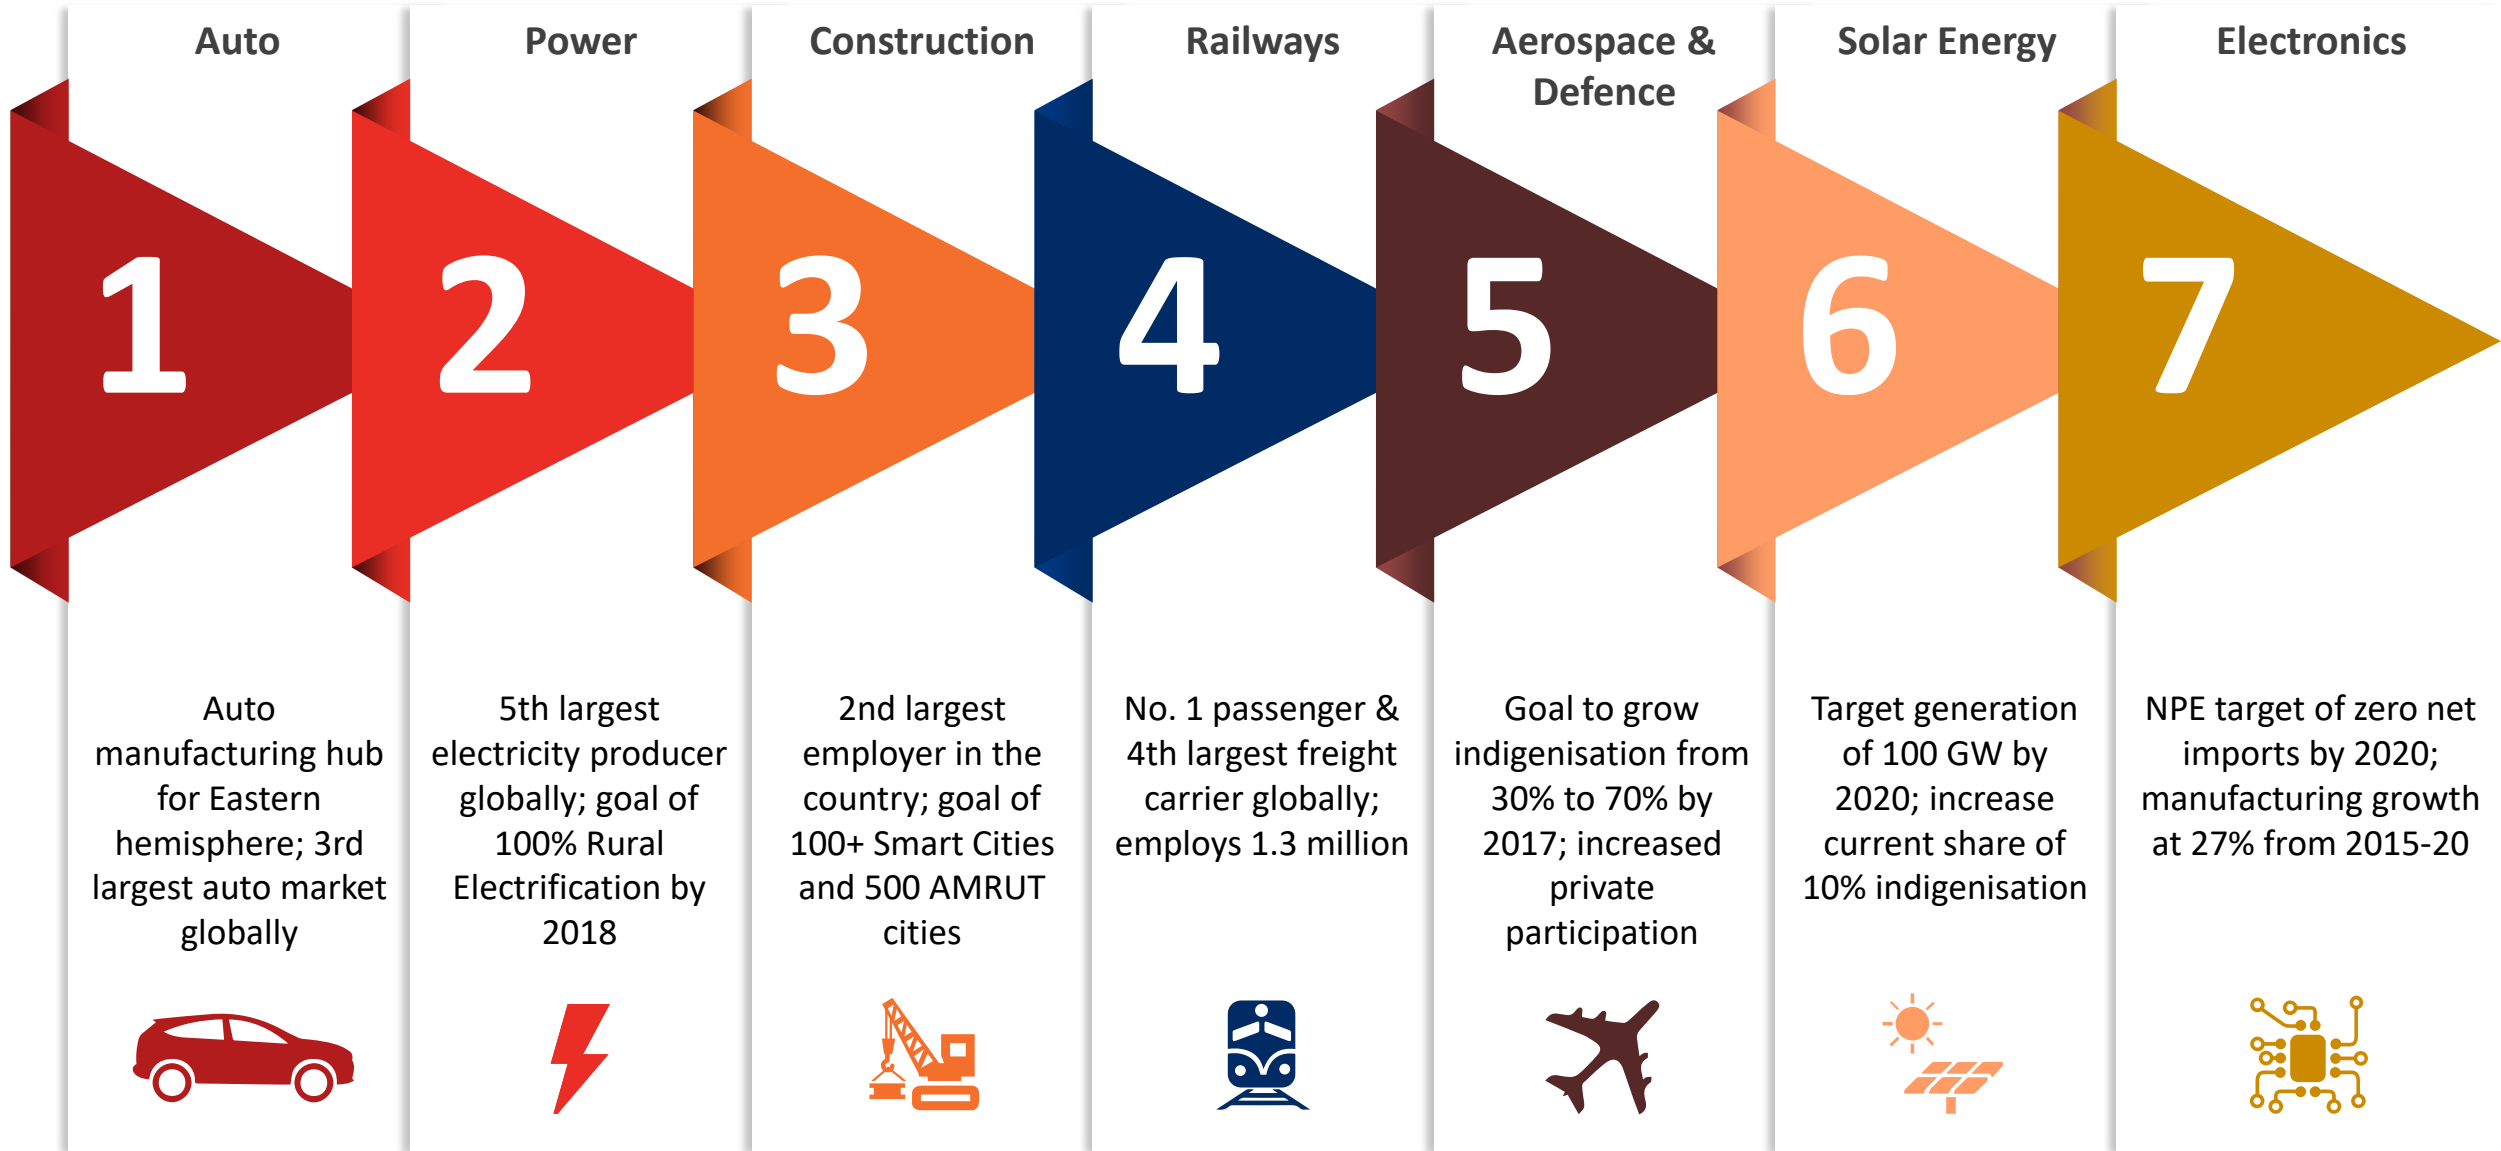 Auto
1
Auto
manufacturing hub
for Eastern
hemisphere; 3rd
largest auto market
globally
Power
2
5th largest
electricity producer
globally; goal of
100% Rural
Electrification by
2018
Construction
3
2nd largest
employer in the
country; goal of
100+ Smart Cities
and 500 AMRUT
cities
Railways
4
No. 1 passenger &
4th largest freight
carrier globally;
employs 1.3 million
Aerospace &
Defence
5
Goal to grow
indigenisation from
30% to 70% by
2017; increased
private
participation
Solar Energy
6
Target generation
of 100 GW by
2020; increase
current share of
10% indigenisation
Electronics
7
NPE target of zero net
imports by 2020;
manufacturing growth
at 27% from 2015-20